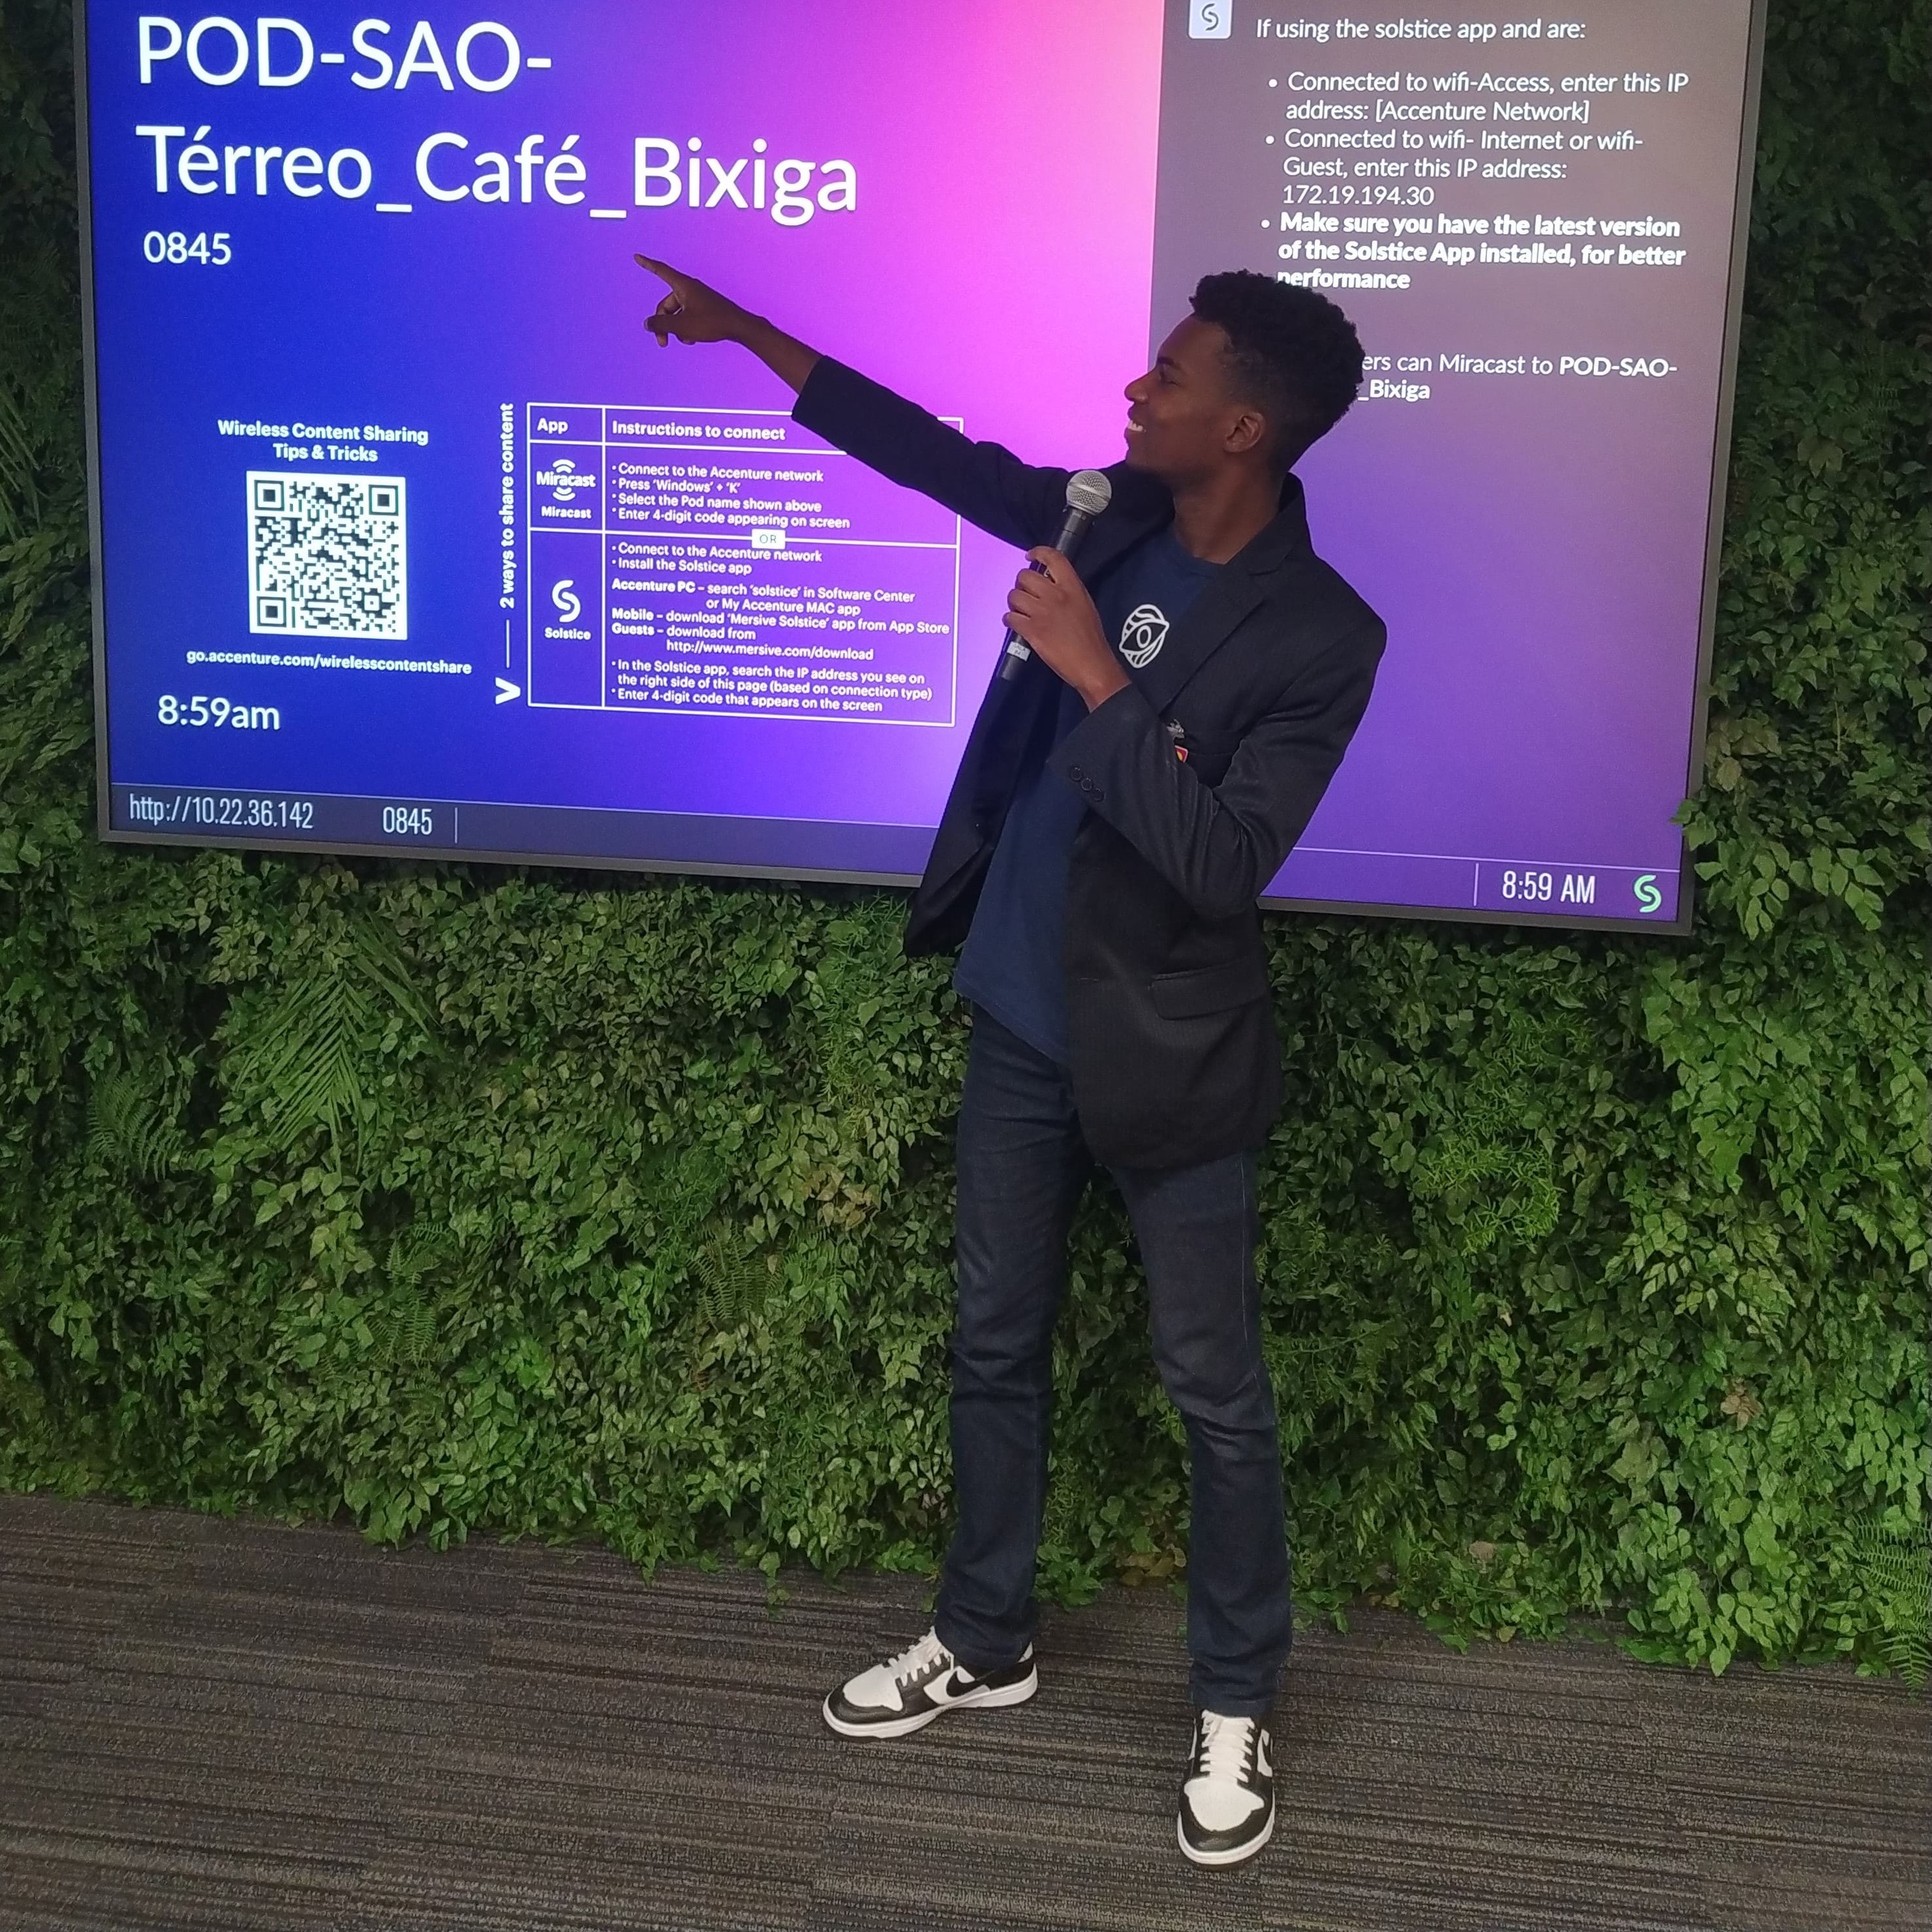 POD-SAO-
Térreo_Café_Bixiga
0845
Wireless Content Sharing
Tips & Tricks
go.accenture.com/wirelesscontentshare
8:59am
2 ways to share content
App
Instructions to connect
Miracast
Miracast
• Connect to the Accenture network
• Press 'Windows' + 'K'
• Select the Pod name shown above
• Enter 4-digit code appearing on screen
OR
Solstice
• Connect to the Accenture network
• Install the Solstice app
Accenture PC – search 'solstice' in Software Center
or My Accenture MAC app
Mobile – download 'Mersive Solstice' app from App Store
Guests – download from
http://www.mersive.com/download
• In the Solstice app, search the IP address you see on
the right side of this page (based on connection type)
• Enter 4-digit code that appears on the screen
http://10.22.36.142
0845
If using the solstice app and are:
• Connected to wifi-Access, enter this IP
address: [Accenture Network]
• Connected to wifi- Internet or wifi-
Guest, enter this IP address:
172.19.194.30
• Make sure you have the latest version
of the Solstice App installed, for better
performance
ers can Miracast to POD-SAO-
_Bixiga
8:59 AM